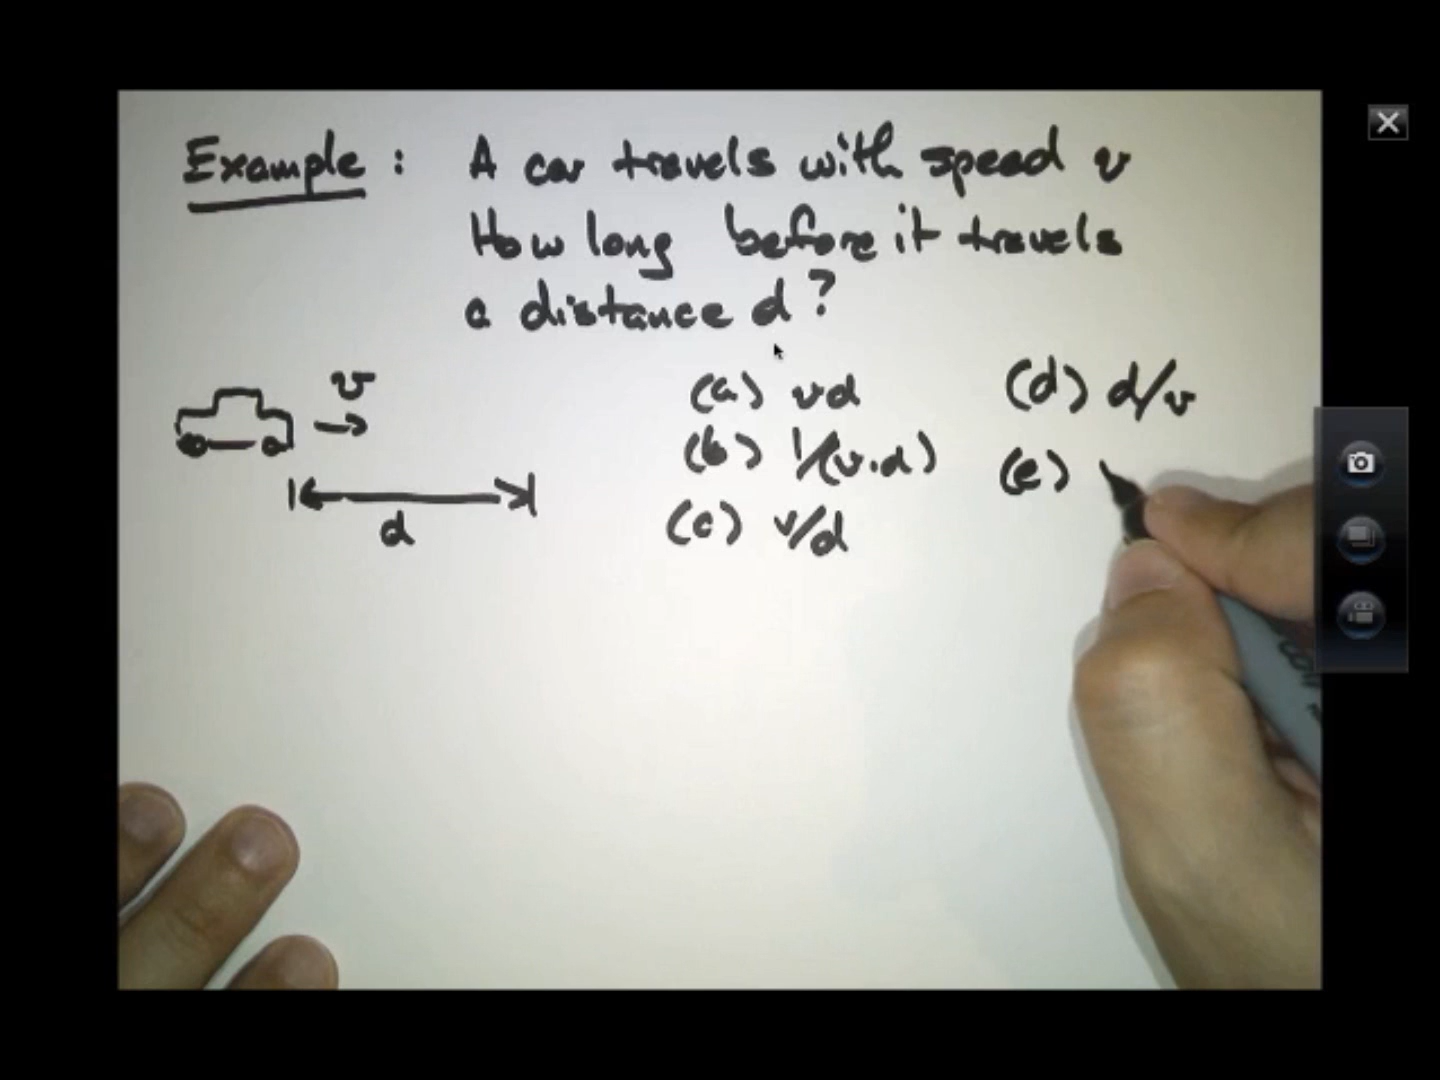 Example: A car travels with speed v
How long before it travels
a distance d?
v
d
(a) vd
(b) 1/(v.d)
(c) v/d
(d) d/v
(e)